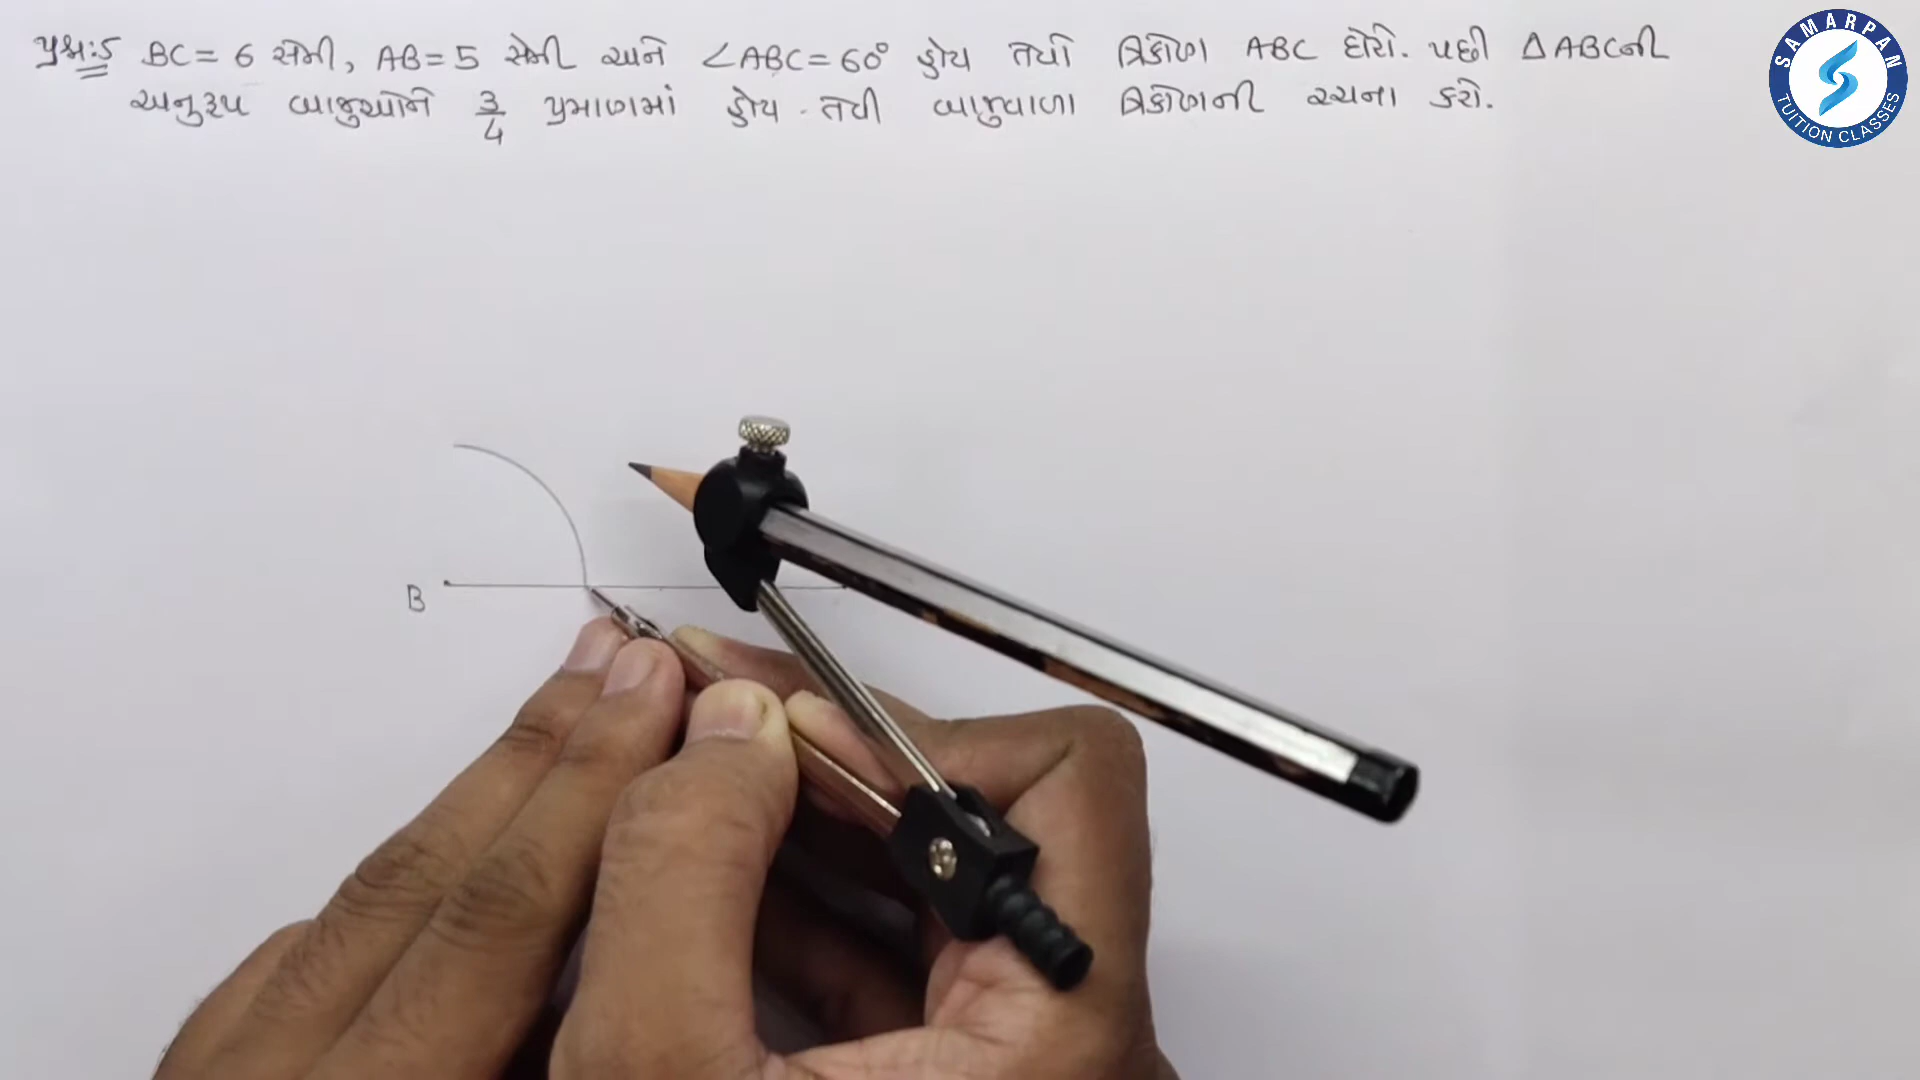 પ્રશ્ન:5 BC = 6 સેમી, AB = 5 સેમી અને ∠ABC = 60° હોય તેવો ત્રિકોણ ABC દોરો. પછી △ABCની
અનુરૂપ બાજુઓને 3/4 પ્રમાણમાં હોય તેવી બાજુવાળા ત્રિકોણની રચના કરો.
SAMARPAN
TUITION CLASSES
B